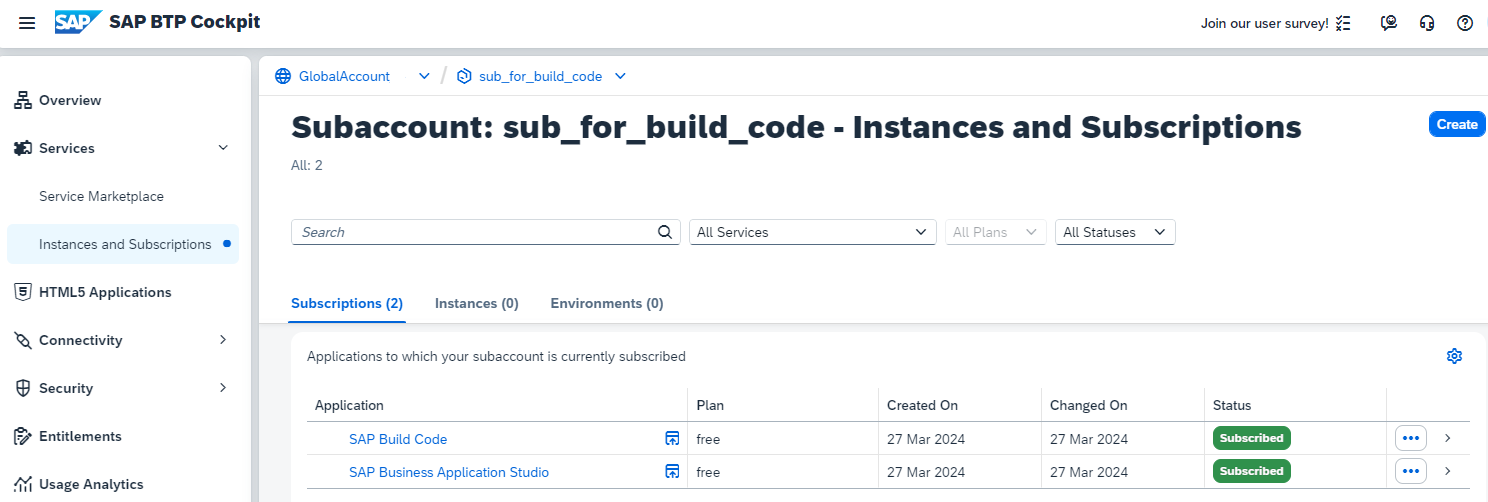 SAP SAP BTP Cockpit Join our user survey!
GlobalAccount / sub_for_build_code
Overview
Services
Service Marketplace
Instances and Subscriptions
HTML5 Applications
Connectivity
Security
Entitlements
Usage Analytics
Subaccount: sub_for_build_code - Instances and Subscriptions
Create
All: 2
Search All Services All Plans All Statuses
Subscriptions (2) Instances (0) Environments (0)
Applications to which your subaccount is currently subscribed
Application Plan Created On Changed On Status
SAP Build Code free 27 Mar 2024 27 Mar 2024 Subscribed
SAP Business Application Studio free 27 Mar 2024 27 Mar 2024 Subscribed